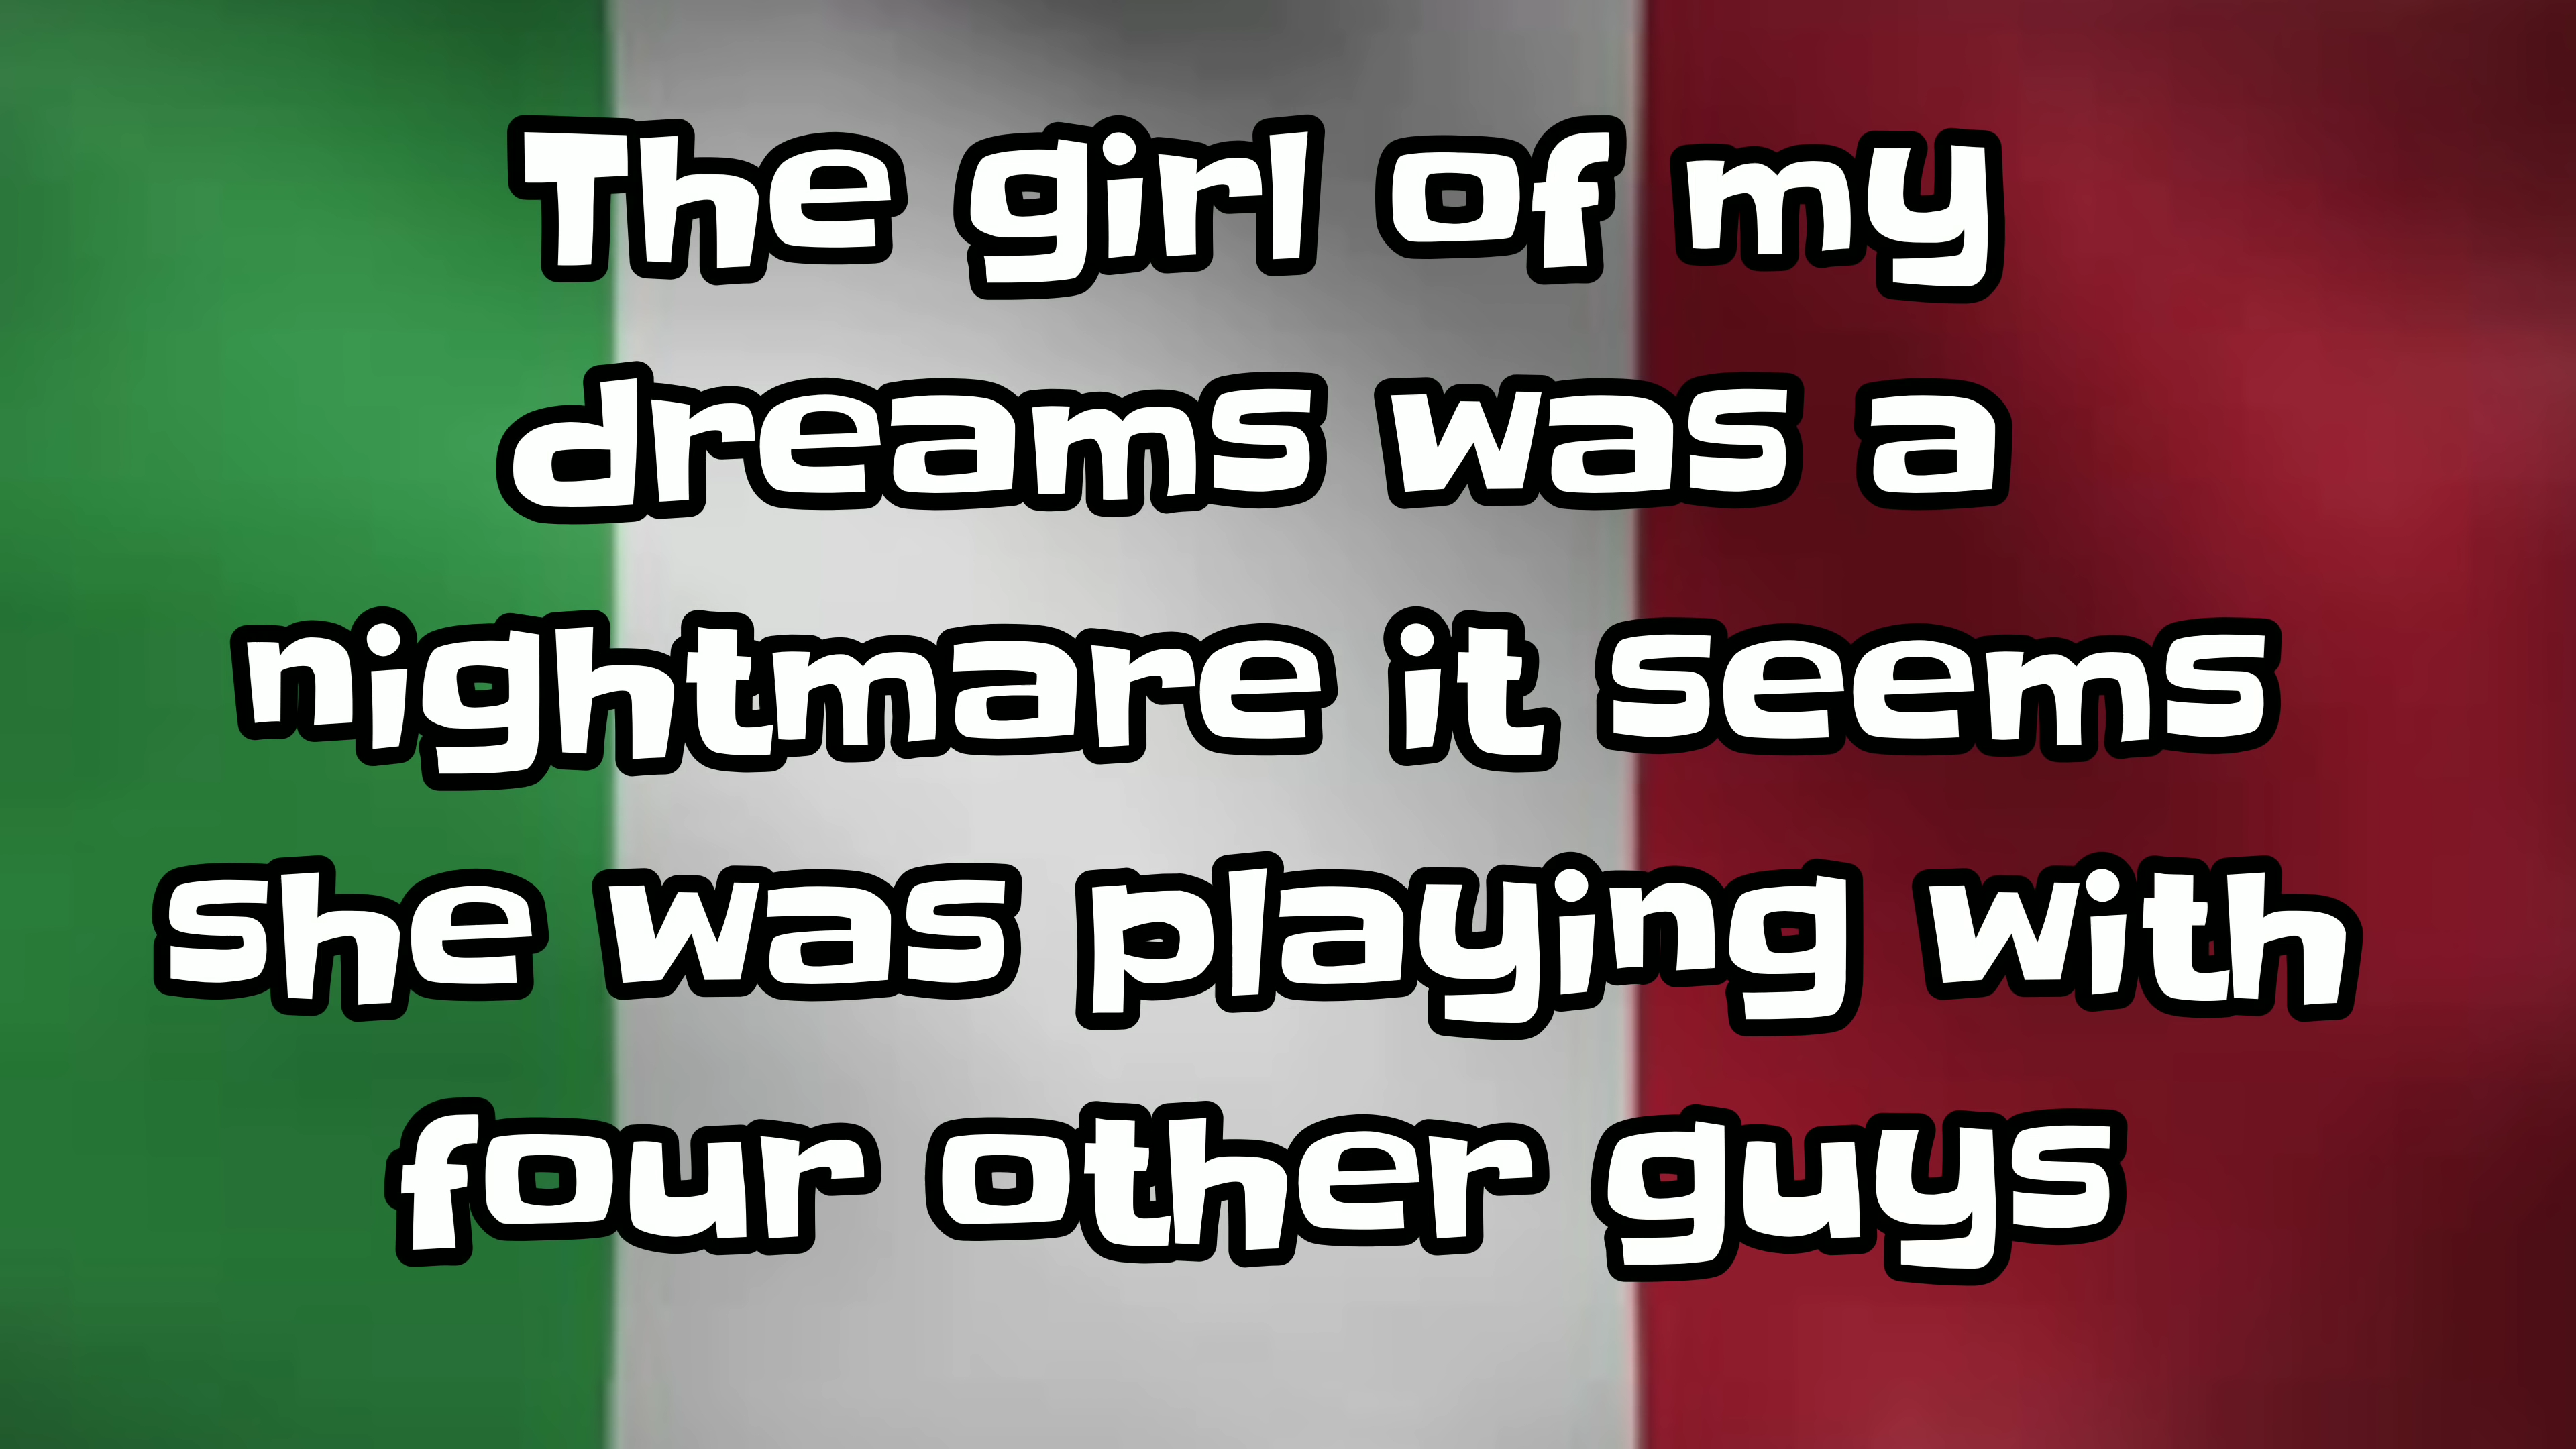 The girl of my
dreams was a
nightmare it seems
She was playing with
four other guys